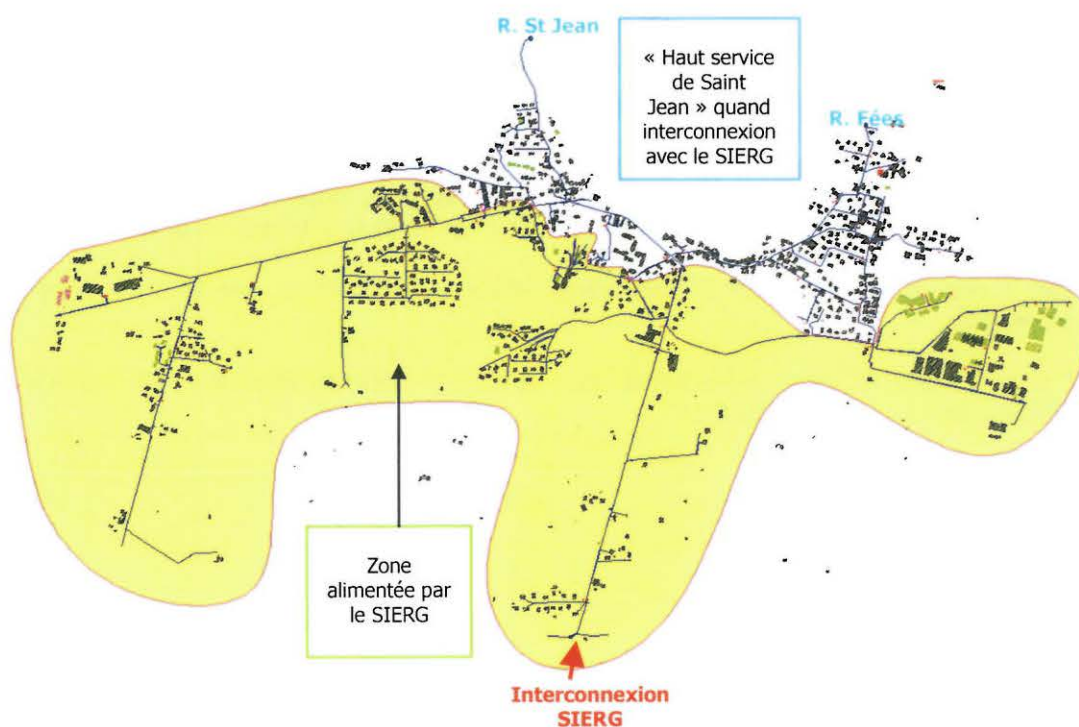 R. St Jean
« Haut service
de Saint
Jean » quand
interconnexion
avec le SIERG
R. Fées
Zone
alimentée par
le SIERG
Interconnexion
SIERG